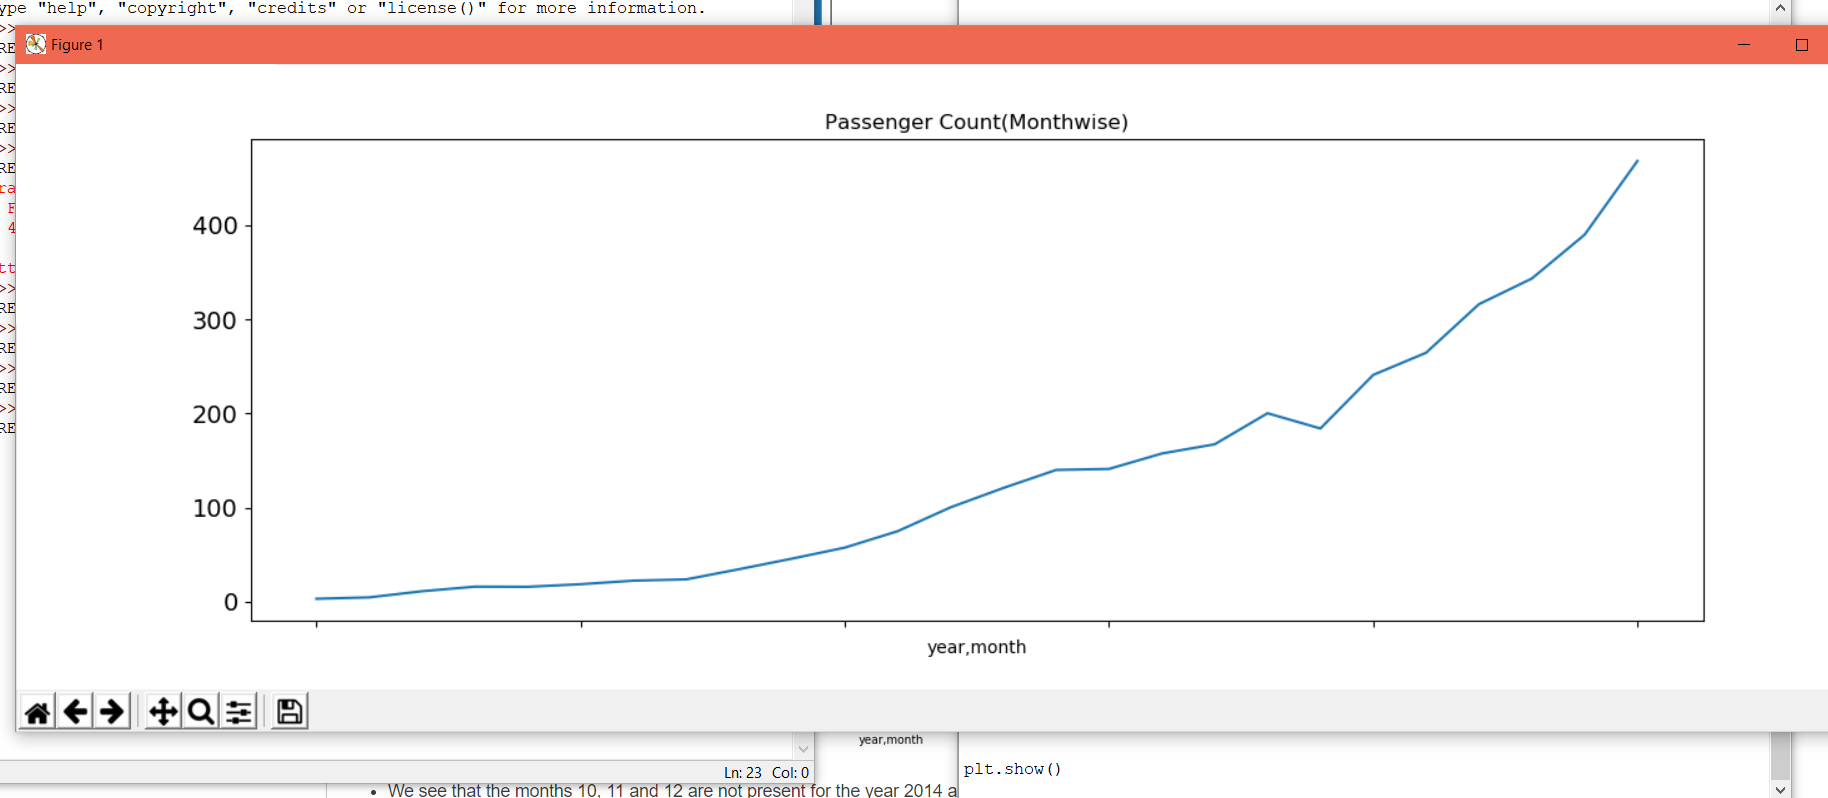 ype "help", "copyright", "credits" or "license()" for more information.
>>
RE
>>
RE
>>
RE
>>
RE
ra
F
4
tt
>>
RE
>>
RE
>>
RE
>>
RE
Figure 1
Passenger Count(Monthwise)
400
300
200
100
0
year,month
year,month
Ln: 23 Col: 0
plt.show()
• We see that the months 10, 11 and 12 are not present for the year 2014 a